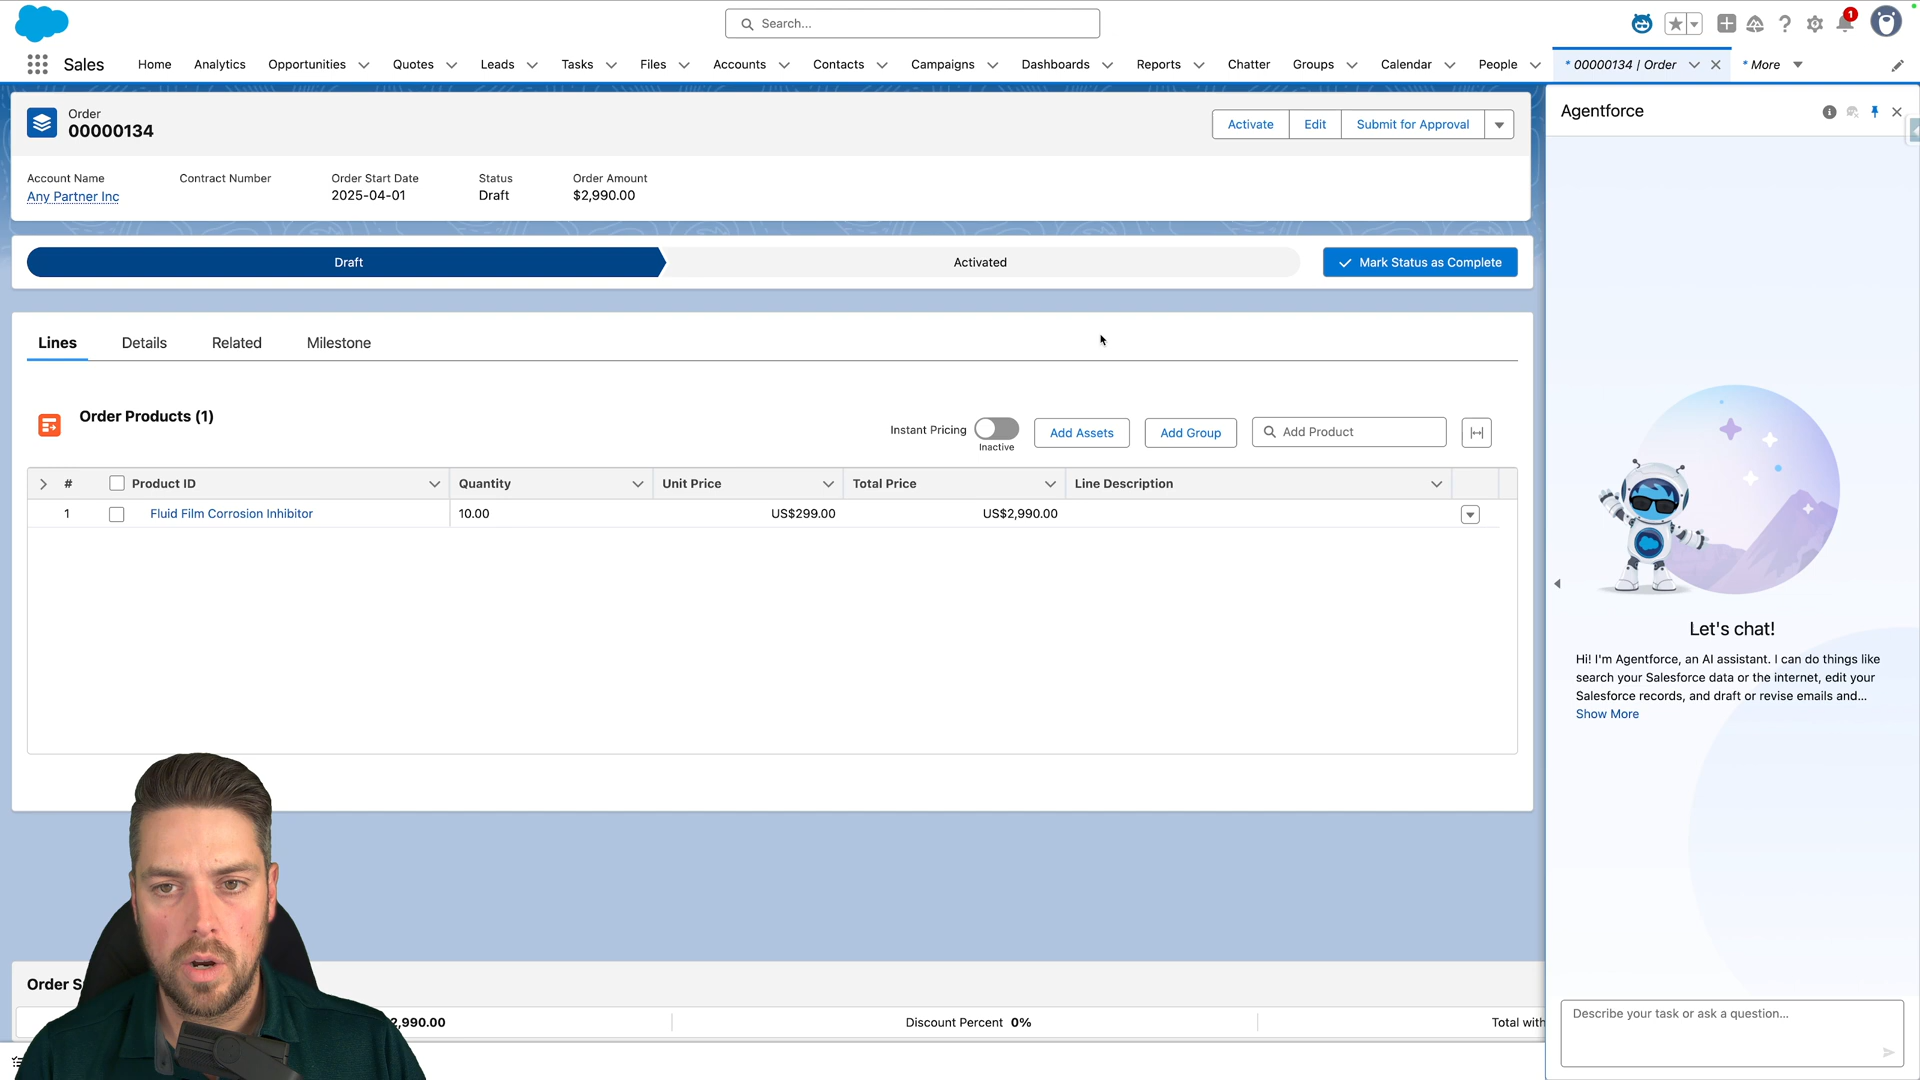 Search...
1
Sales
Home
Analytics
Opportunities
Quotes
Leads
Tasks
Files
Accounts
Contacts
Campaigns
Dashboards
Reports
Chatter
Groups
Calendar
People
* 00000134 | Order
* More
Order
00000134
Activate
Edit
Submit for Approval
Account Name
Any Partner Inc
Contract Number
Order Start Date
2025-04-01
Status
Draft
Order Amount
$2,990.00
Draft
Activated
Mark Status as Complete
Lines
Details
Related
Milestone
Order Products (1)
Instant Pricing
Inactive
Add Assets
Add Group
Add Product
#
Product ID
Quantity
Unit Price
Total Price
Line Description
1
Fluid Film Corrosion Inhibitor
10.00
US$299.00
US$2,990.00
Order S
2,990.00
Discount Percent 0%
Total with
Agentforce
Let's chat!
Hi! I'm Agentforce, an AI assistant. I can do things like
search your Salesforce data or the internet, edit your
Salesforce records, and draft or revise emails and...
Show More
Describe your task or ask a question...